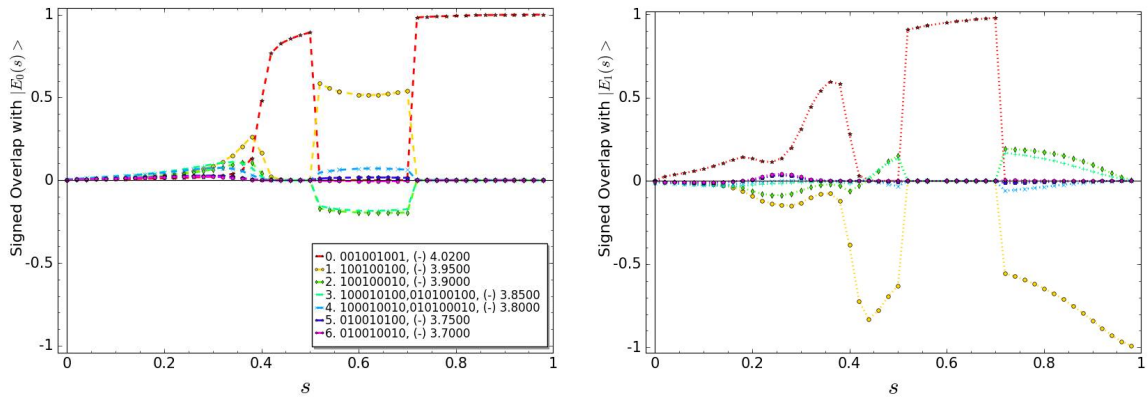 Signed Overlap with |E₀(s) >
1
0.5
0
-0.5
-1
0. 001001001, (-) 4.0200
1. 100100100, (-) 3.9500
2. 100100010, (-) 3.9000
3. 100010100,010100100, (-) 3.8500
4. 100010010,010100010, (-) 3.8000
5. 010010100, (-) 3.7500
6. 010010010, (-) 3.7000
0 0.2 0.4 0.6 0.8 1
s
Signed Overlap with |E₁(s) >
1
0.5
0
-0.5
-1
0 0.2 0.4 0.6 0.8 1
s